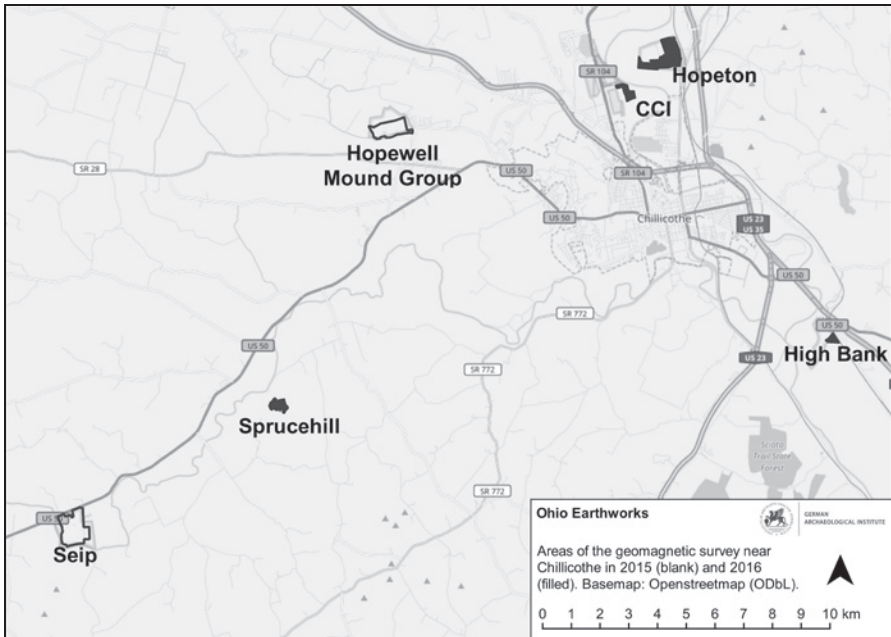 SR 104
Hopeton
CCI
Hopewell
Mound Group
SR 28
US 50
SR 104
US 50
Chillicothe
US 23
US 35
US 50
SR 772
US 50
High Bank
US 50
SR 772
US 23
Sprucehill
Scioto
Trail State
Forest
SR 772
US 50
Seip
Ohio Earthworks
GERMAN
ARCHAEOLOGICAL INSTITUTE
Areas of the geomagnetic survey near
Chillicothe in 2015 (blank) and 2016
(filled). Basemap: Openstreetmap (ODbL).
0 1 2 3 4 5 6 7 8 9 10 km